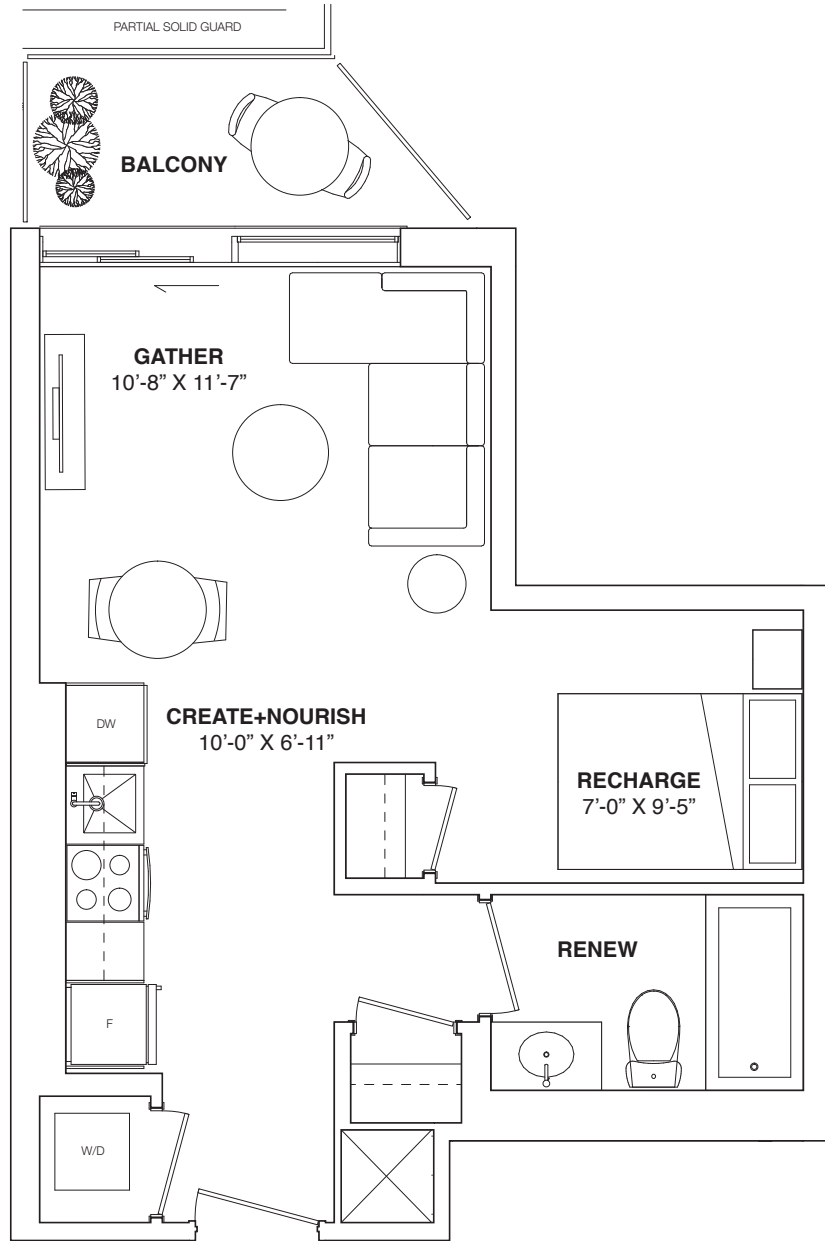 PARTIAL SOLID GUARD
BALCONY
GATHER
10’-8” X 11’-7”
CREATE+NOURISH
10’-0” X 6’-11”
DW
RECHARGE
7’-0” X 9’-5”
RENEW
F
W/D